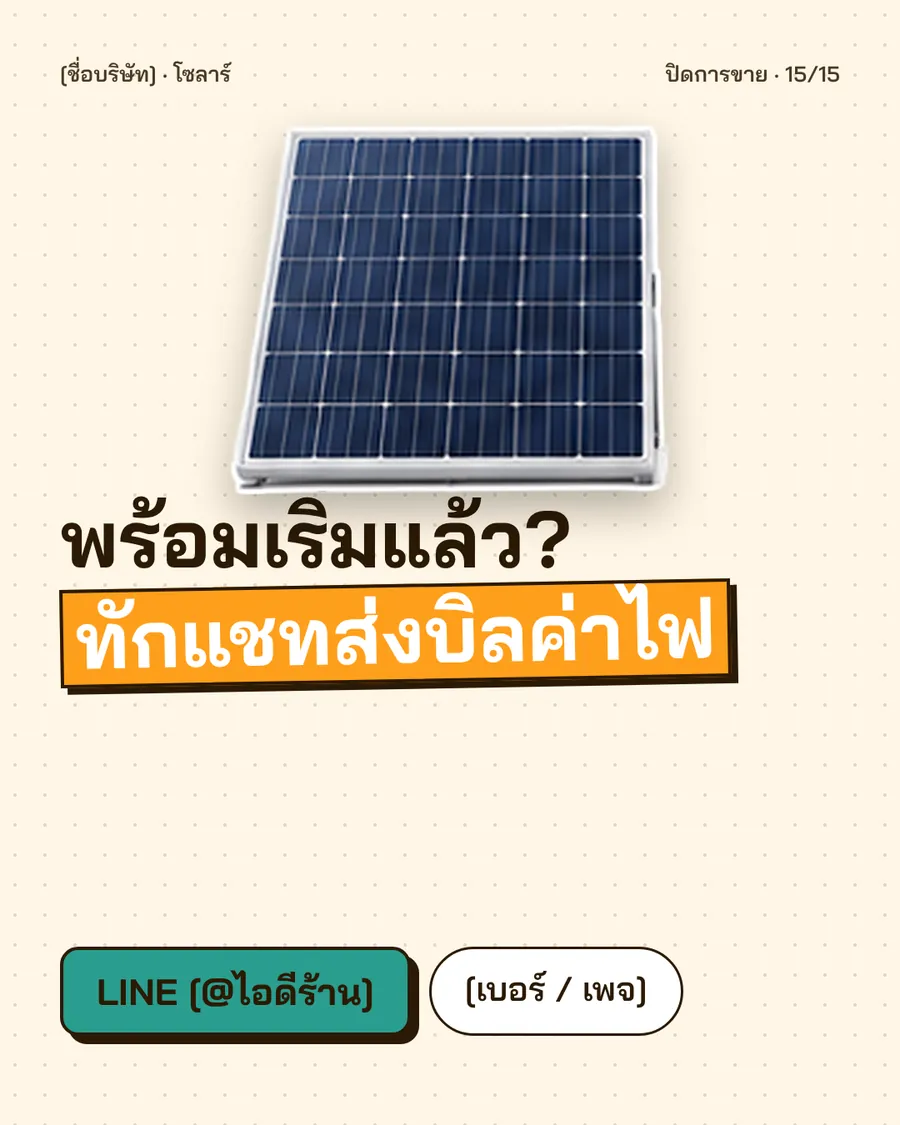 [ชื่อบริษัท] · โซลาร์
ปิดการขาย · 15/15
พร้อมเริ่มแล้ว?
ทักแชทส่งบิลค่าไฟ
LINE [@ไอดีร้าน]
[เบอร์ / เพจ]